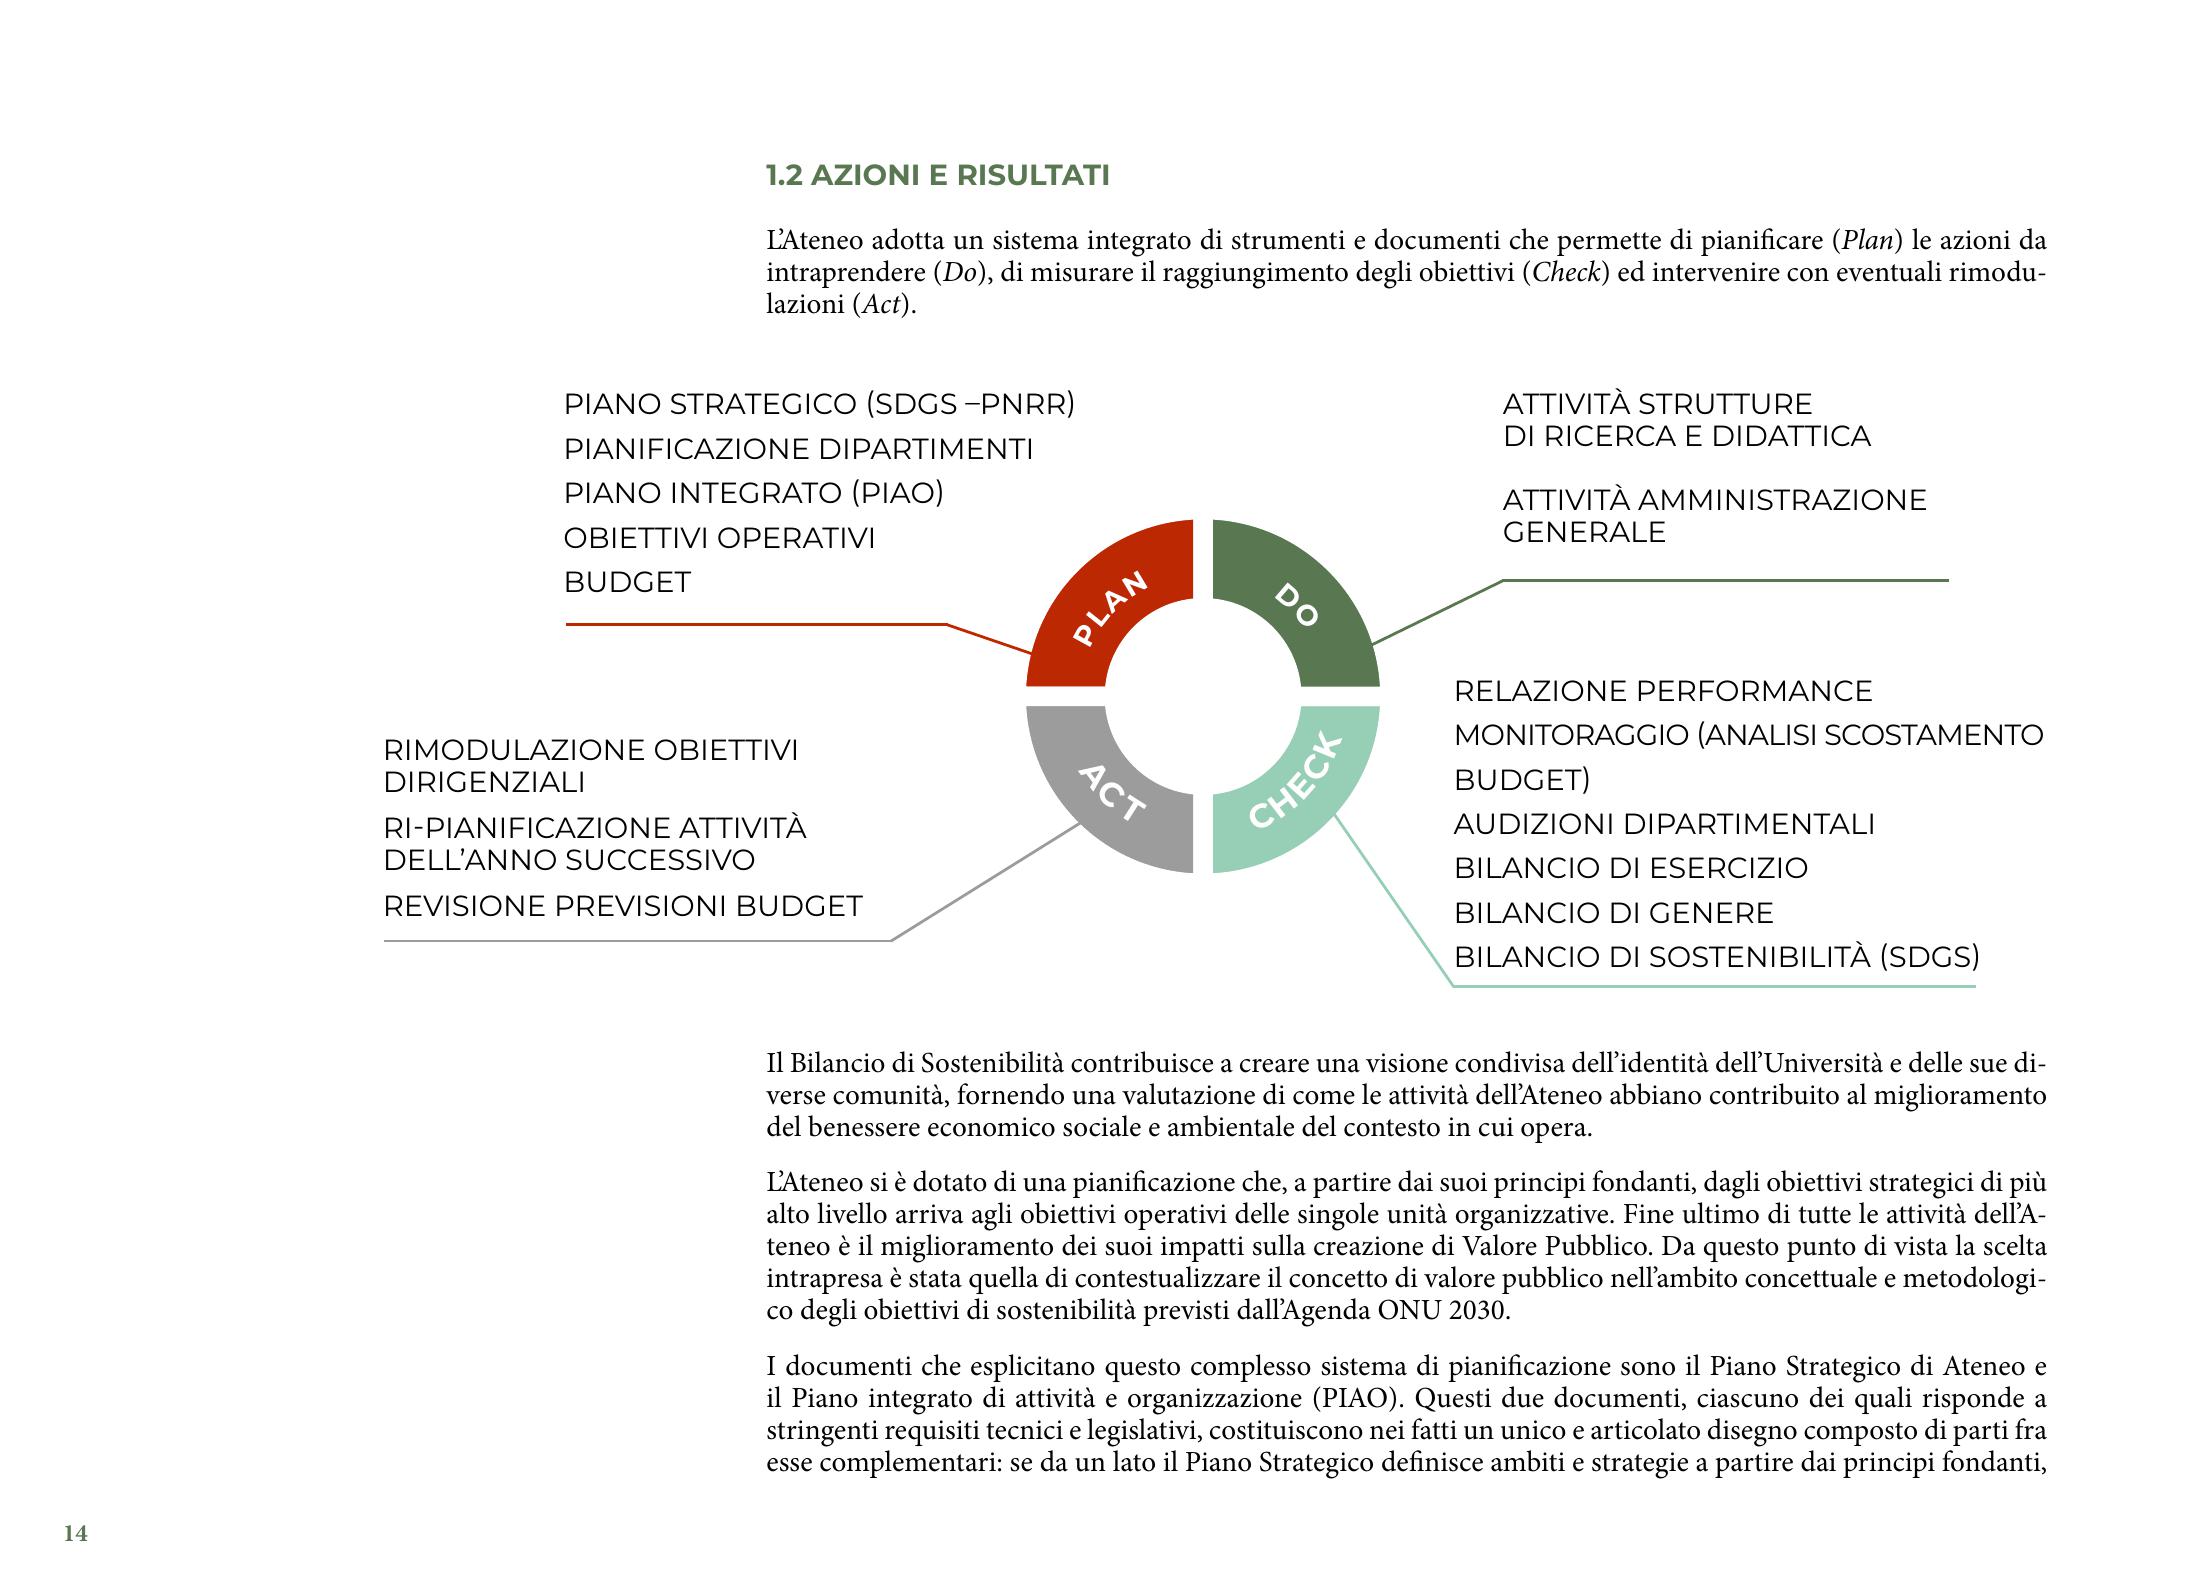 1.2 AZIONI E RISULTATI
L’Ateneo adotta un sistema integrato di strumenti e documenti che permette di pianificare (Plan) le azioni da
intraprendere (Do), di misurare il raggiungimento degli obiettivi (Check) ed intervenire con eventuali rimodu-
lazioni (Act).
PIANO STRATEGICO (SDGS –PNRR)
PIANIFICAZIONE DIPARTIMENTI
PIANO INTEGRATO (PIAO)
OBIETTIVI OPERATIVI
BUDGET
PLAN
ATTIVITÀ STRUTTURE
DI RICERCA E DIDATTICA
ATTIVITÀ AMMINISTRAZIONE
GENERALE
DO
RELAZIONE PERFORMANCE
MONITORAGGIO (ANALISI SCOSTAMENTO
BUDGET)
AUDIZIONI DIPARTIMENTALI
BILANCIO DI ESERCIZIO
BILANCIO DI GENERE
BILANCIO DI SOSTENIBILITÀ (SDGS)
CHECK
RIMODULAZIONE OBIETTIVI
DIRIGENZIALI
RI-PIANIFICAZIONE ATTIVITÀ
DELL’ANNO SUCCESSIVO
REVISIONE PREVISIONI BUDGET
ACT
Il Bilancio di Sostenibilità contribuisce a creare una visione condivisa dell’identità dell’Università e delle sue di-
verse comunità, fornendo una valutazione di come le attività dell’Ateneo abbiano contribuito al miglioramento
del benessere economico sociale e ambientale del contesto in cui opera.
L’Ateneo si è dotato di una pianificazione che, a partire dai suoi principi fondanti, dagli obiettivi strategici di più
alto livello arriva agli obiettivi operativi delle singole unità organizzative. Fine ultimo di tutte le attività dell’A-
teneo è il miglioramento dei suoi impatti sulla creazione di Valore Pubblico. Da questo punto di vista la scelta
intrapresa è stata quella di contestualizzare il concetto di valore pubblico nell’ambito concettuale e metodologi-
co degli obiettivi di sostenibilità previsti dall’Agenda ONU 2030.
I documenti che esplicitano questo complesso sistema di pianificazione sono il Piano Strategico di Ateneo e
il Piano integrato di attività e organizzazione (PIAO). Questi due documenti, ciascuno dei quali risponde a
stringenti requisiti tecnici e legislativi, costituiscono nei fatti un unico e articolato disegno composto di parti fra
esse complementari: se da un lato il Piano Strategico definisce ambiti e strategie a partire dai principi fondanti,
14